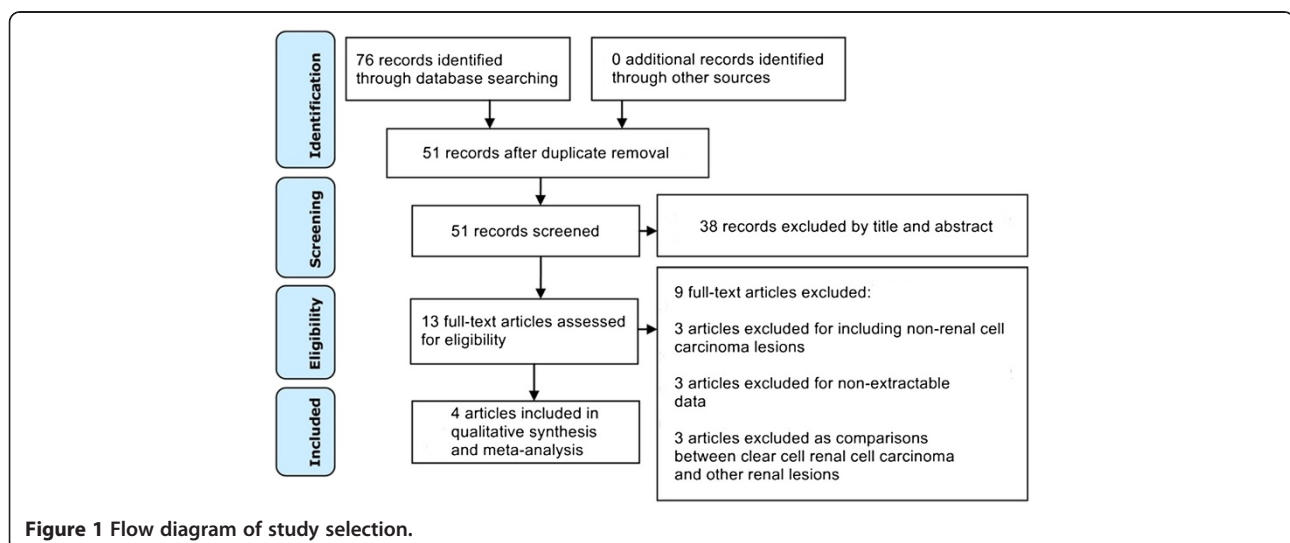 Identification
76 records identified
through database searching
0 additional records identified
through other sources
51 records after duplicate removal
Screening
51 records screened
38 records excluded by title and abstract
Eligibility
13 full-text articles assessed
for eligibility
9 full-text articles excluded:
3 articles excluded for including non-renal cell
carcinoma lesions
3 articles excluded for non-extractable
data
3 articles excluded as comparisons
between clear cell renal cell carcinoma
and other renal lesions
Included
4 articles included in
qualitative synthesis
and meta-analysis
Figure 1 Flow diagram of study selection.